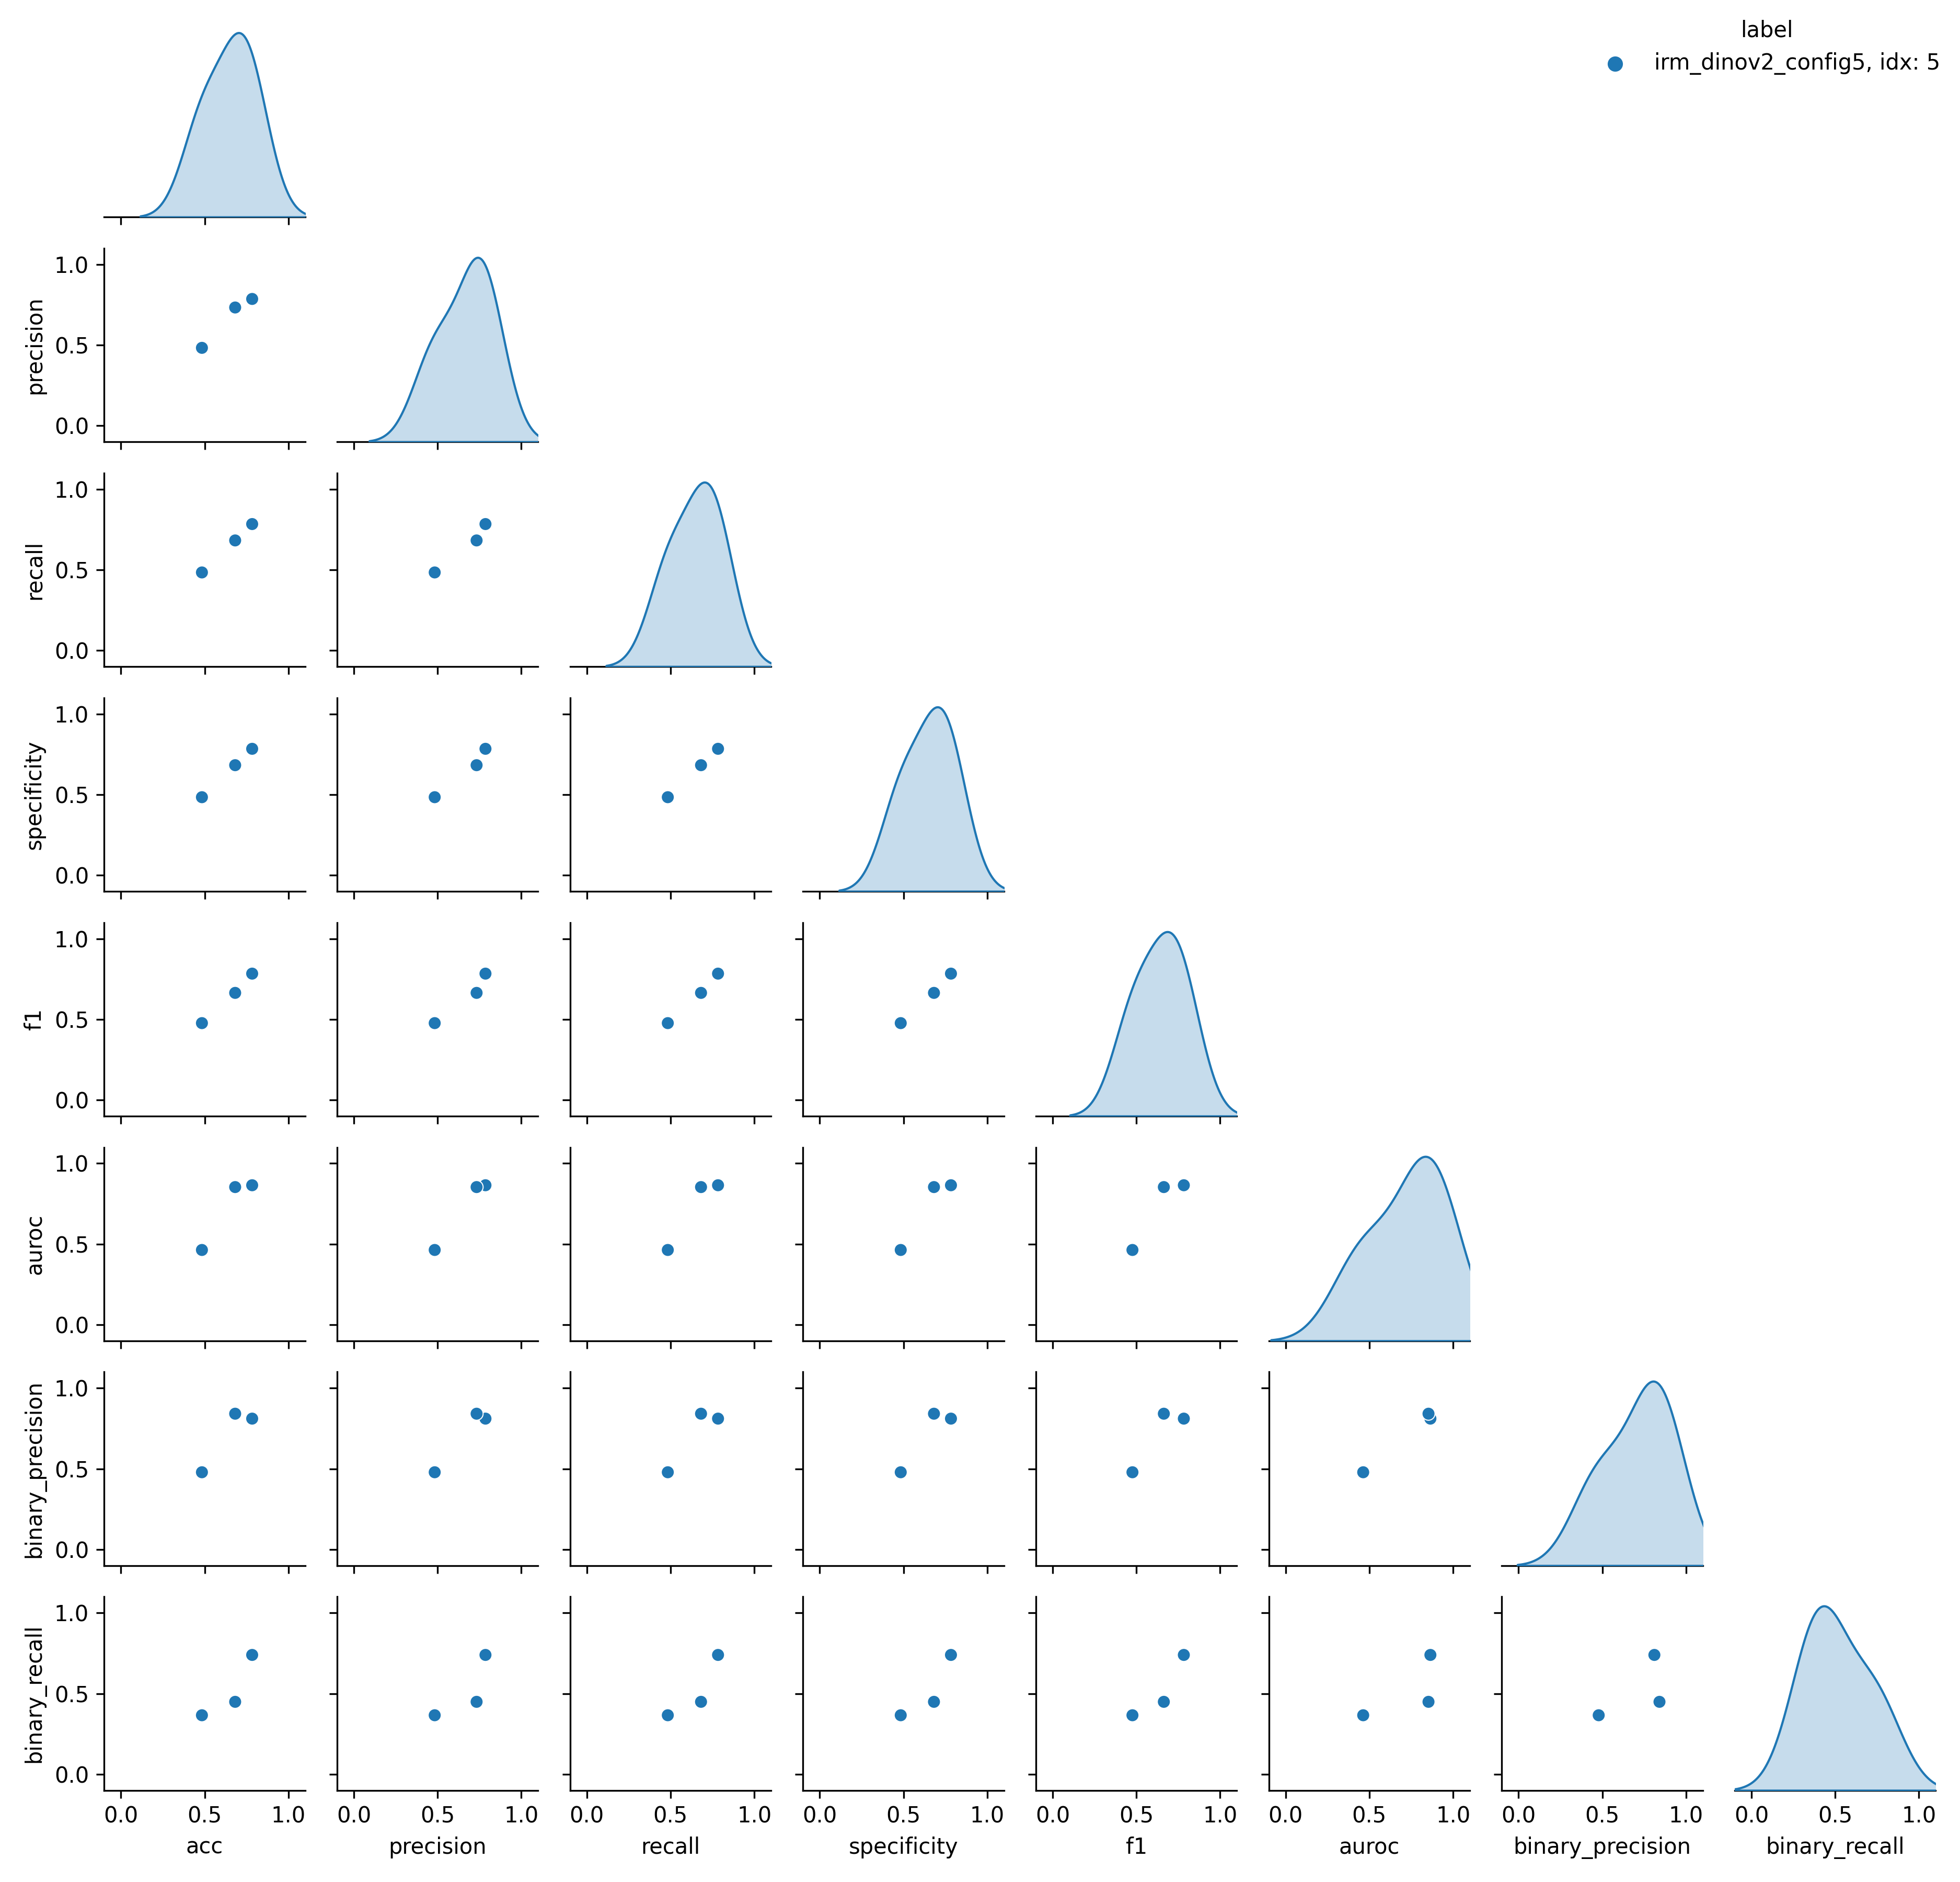 label
irm_dinov2_config5, idx: 5
precision
1.0
0.5
0.0
recall
1.0
0.5
0.0
specificity
1.0
0.5
0.0
f1
1.0
0.5
0.0
auroc
1.0
0.5
0.0
binary_precision
1.0
0.5
0.0
binary_recall
1.0
0.5
0.0
0.0 0.5 1.0 0.0 0.5 1.0 0.0 0.5 1.0 0.0 0.5 1.0 0.0 0.5 1.0 0.0 0.5 1.0 0.0 0.5 1.0 0.0 0.5 1.0
acc precision recall specificity f1 auroc binary_precision binary_recall